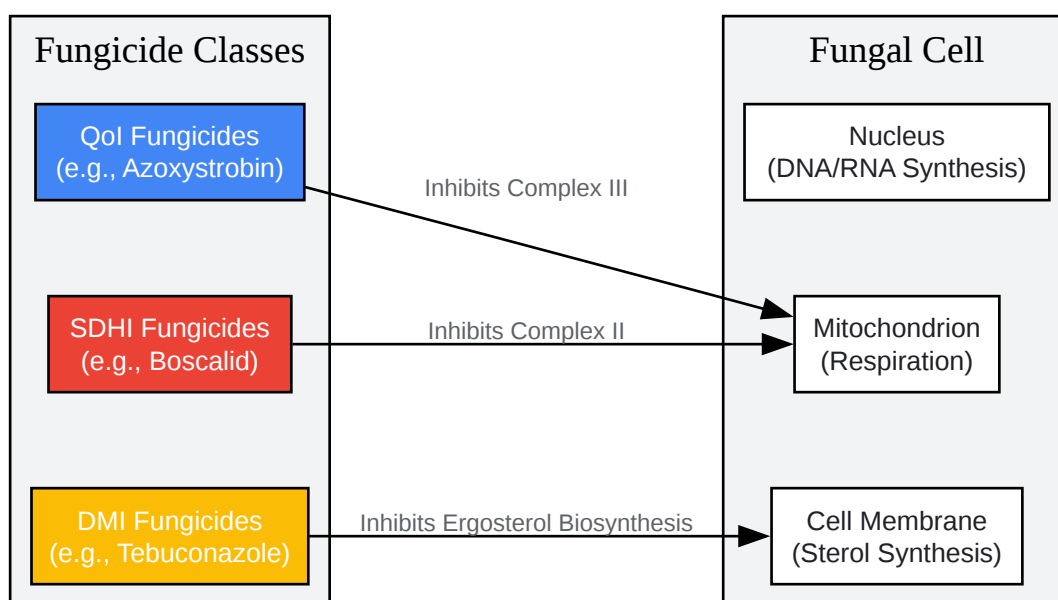 Fungicide Classes
QoI Fungicides
(e.g., Azoxystrobin)
SDHI Fungicides
(e.g., Boscalid)
DMI Fungicides
(e.g., Tebuconazole)
Inhibits Complex III
Inhibits Complex II
Inhibits Ergosterol Biosynthesis
Fungal Cell
Nucleus
(DNA/RNA Synthesis)
Mitochondrion
(Respiration)
Cell Membrane
(Sterol Synthesis)